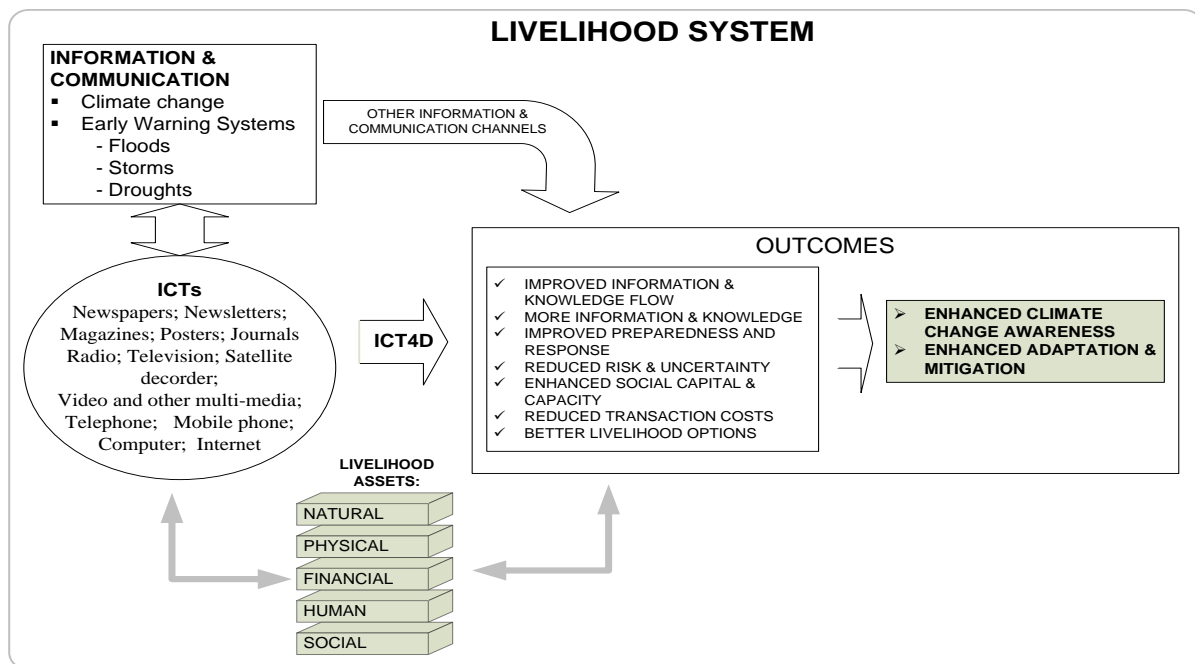 LIVELIHOOD SYSTEM
INFORMATION &
COMMUNICATION
▪ Climate change
▪ Early Warning Systems
- Floods
- Storms
- Droughts
OTHER INFORMATION &
COMMUNICATION CHANNELS
ICTs
Newspapers; Newsletters;
Magazines; Posters; Journals
Radio; Television; Satellite
decorder;
Video and other multi-media;
Telephone; Mobile phone;
Computer; Internet
ICT4D
OUTCOMES
✓ IMPROVED INFORMATION &
KNOWLEDGE FLOW
✓ MORE INFORMATION & KNOWLEDGE
✓ IMPROVED PREPAREDNESS AND
RESPONSE
✓ REDUCED RISK & UNCERTAINTY
✓ ENHANCED SOCIAL CAPITAL &
CAPACITY
✓ REDUCED TRANSACTION COSTS
✓ BETTER LIVELIHOOD OPTIONS
➢ ENHANCED CLIMATE
CHANGE AWARENESS
➢ ENHANCED ADAPTATION &
MITIGATION
LIVELIHOOD
ASSETS:
NATURAL
PHYSICAL
FINANCIAL
HUMAN
SOCIAL